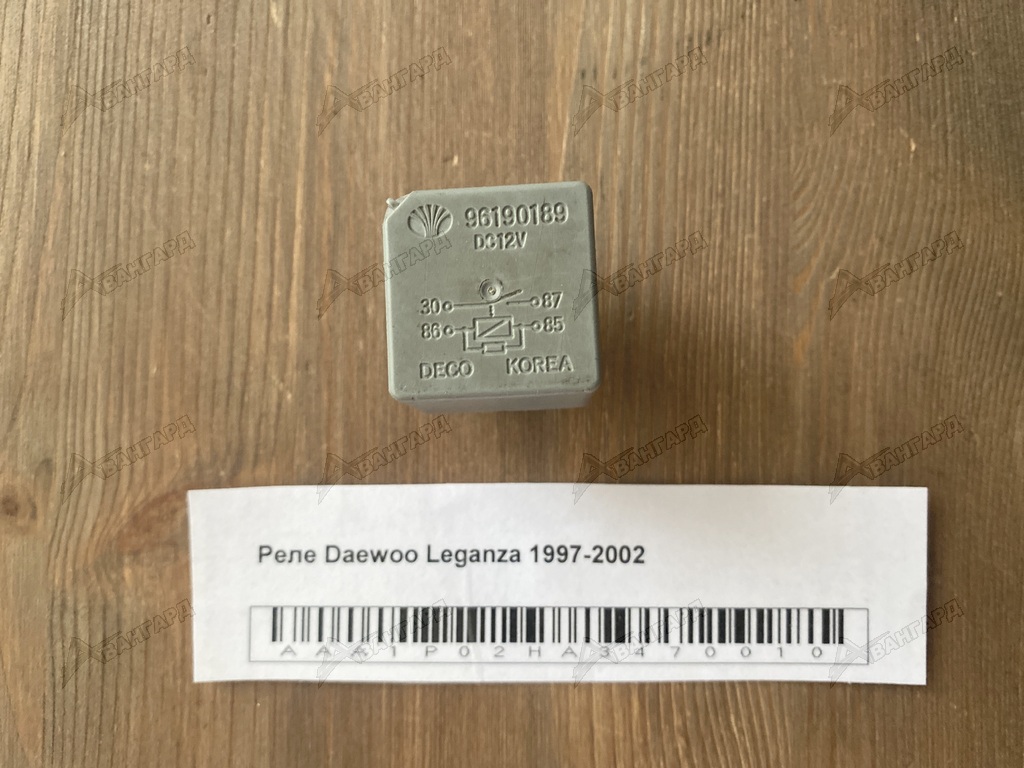 96190189
DC12V
30 87
86 85
DECO KOREA
Реле Daewoo Leganza 1997-2002
AAA1P02HA3470010
АВАНГАРД